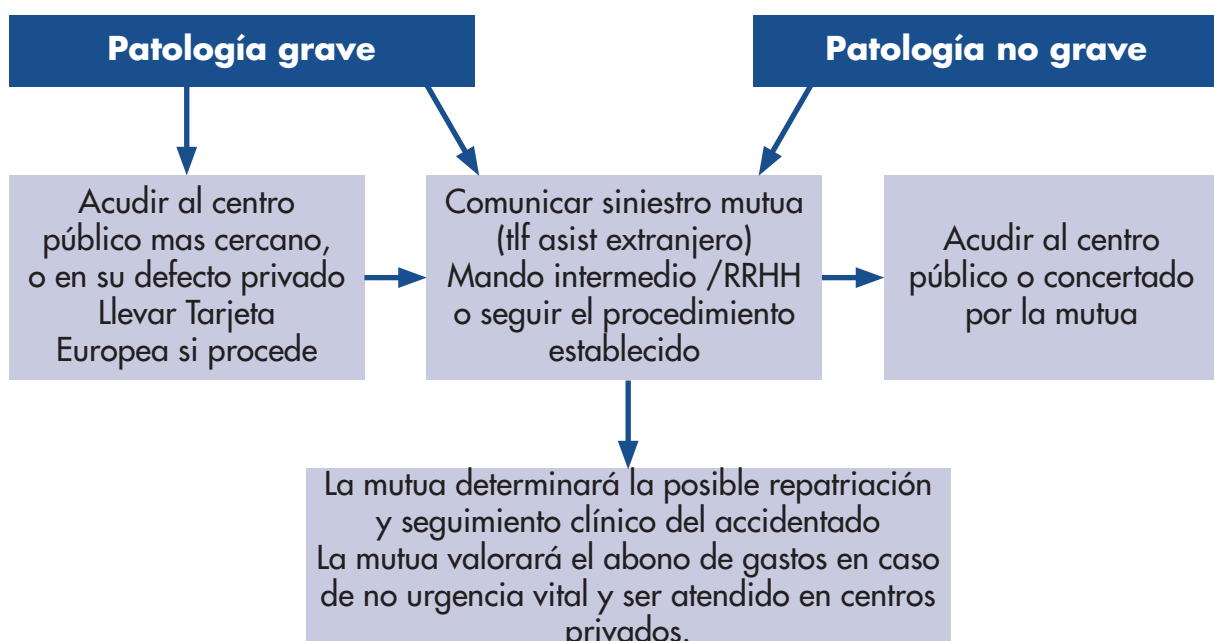 Patología grave
Patología no grave
Acudir al centro
público mas cercano,
o en su defecto privado
Llevar Tarjeta
Europea si procede
Comunicar siniestro mutua
(tlf asist extranjero)
Mando intermedio /RRHH
o seguir el procedimiento
establecido
Acudir al centro
público o concertado
por la mutua
La mutua determinará la posible repatriación
y seguimiento clínico del accidentado
La mutua valorará el abono de gastos en caso
de no urgencia vital y ser atendido en centros
privados.